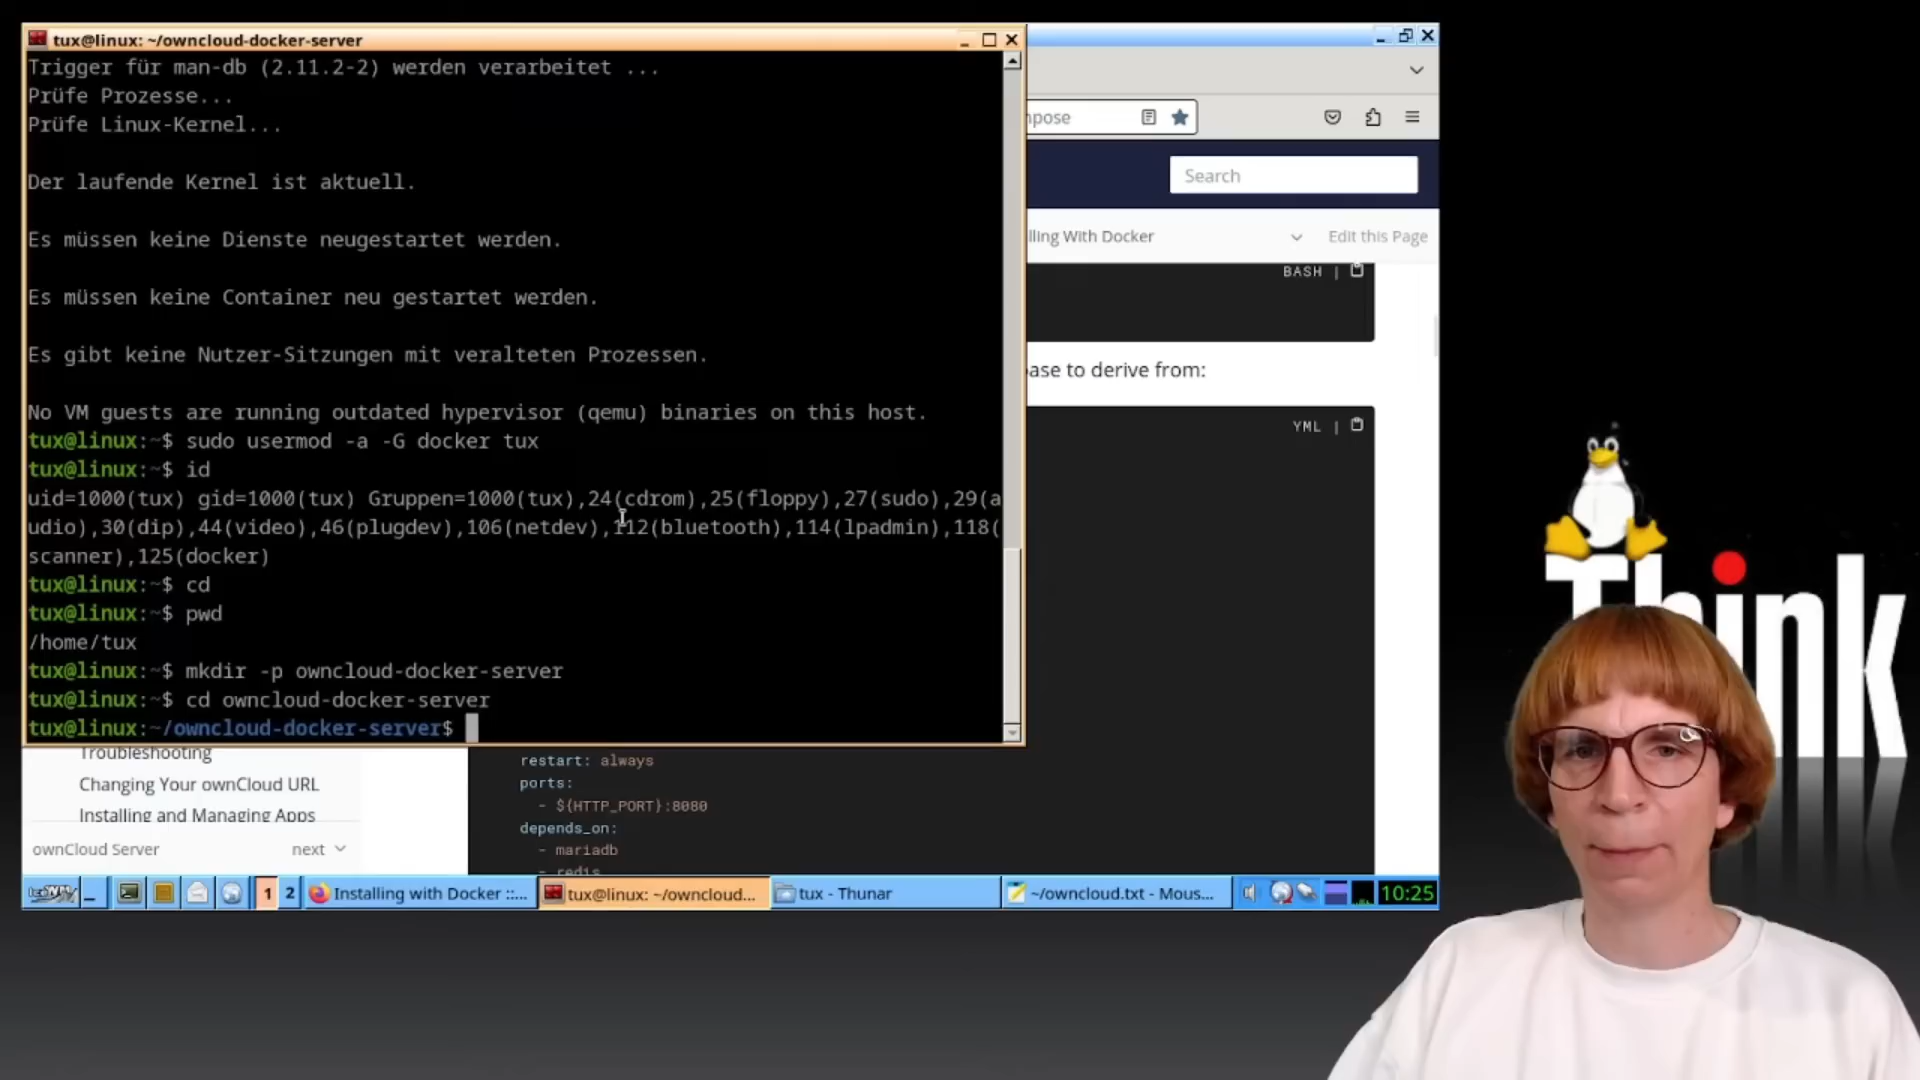 tux@linux: ~/owncloud-docker-server
Trigger für man-db (2.11.2-2) werden verarbeitet ...
Prüfe Prozesse...
Prüfe Linux-Kernel...
Der laufende Kernel ist aktuell.
Es müssen keine Dienste neugestartet werden.
Es müssen keine Container neu gestartet werden.
Es gibt keine Nutzer-Sitzungen mit veralteten Prozessen.
No VM guests are running outdated hypervisor (qemu) binaries on this host.
tux@linux:~$ sudo usermod -a -G docker tux
tux@linux:~$ id
uid=1000(tux) gid=1000(tux) Gruppen=1000(tux),24(cdrom),25(floppy),27(sudo),29(a
udio),30(dip),44(video),46(plugdev),106(netdev),112(bluetooth),114(lpadmin),118(
scanner),125(docker)
tux@linux:~$ cd
tux@linux:~$ pwd
/home/tux
tux@linux:~$ mkdir -p owncloud-docker-server
tux@linux:~$ cd owncloud-docker-server
tux@linux:~/owncloud-docker-server$
Search
lling With Docker
Edit this Page
BASH |
ase to derive from:
YML |
Troubleshooting
Changing Your ownCloud URL
Installing and Managing Apps
ownCloud Server next
restart: always
ports:
- ${HTTP_PORT}:8080
depends_on:
- mariadb
- redis
1 2 Installing with Docker ::... tux@linux: ~/owncloud... tux - Thunar ~/owncloud.txt - Mous... 10:25
Think